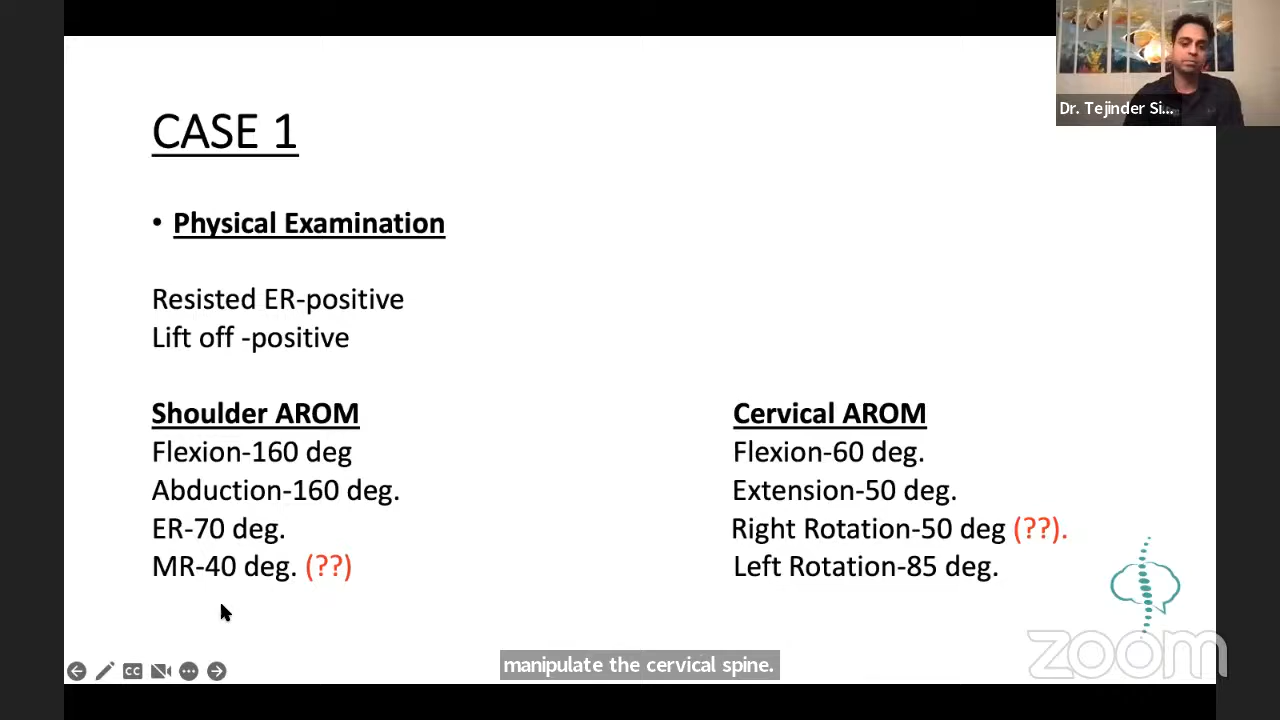 Dr. Tejinder Si...
CASE 1
• Physical Examination
Resisted ER-positive
Lift off -positive
Shoulder AROM
Flexion-160 deg
Abduction-160 deg.
ER-70 deg.
MR-40 deg. (??)
Cervical AROM
Flexion-60 deg.
Extension-50 deg.
Right Rotation-50 deg (??).
Left Rotation-85 deg.
CC
manipulate the cervical spine.
zoom